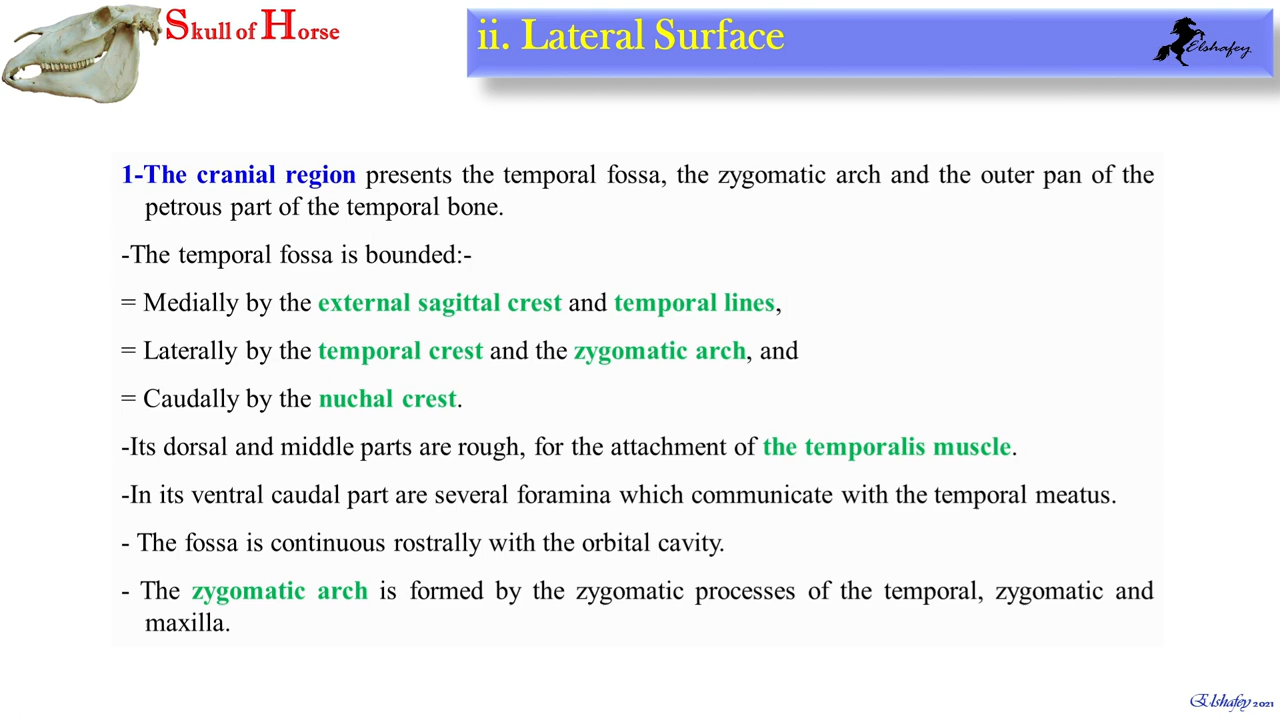 Skull of Horse
ii. Lateral Surface
Elshafey
1-The cranial region presents the temporal fossa, the zygomatic arch and the outer pan of the
petrous part of the temporal bone.
-The temporal fossa is bounded:-
= Medially by the external sagittal crest and temporal lines,
= Laterally by the temporal crest and the zygomatic arch, and
= Caudally by the nuchal crest.
-Its dorsal and middle parts are rough, for the attachment of the temporalis muscle.
-In its ventral caudal part are several foramina which communicate with the temporal meatus.
- The fossa is continuous rostrally with the orbital cavity.
- The zygomatic arch is formed by the zygomatic processes of the temporal, zygomatic and
maxilla.
Elshafey 2021